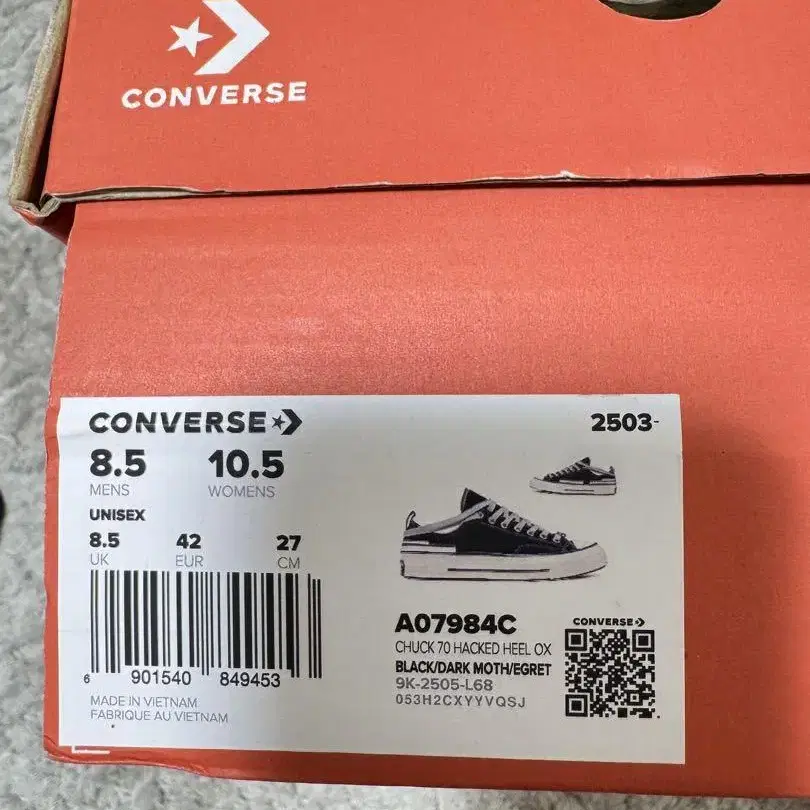 CONVERSE
CONVERSE
2503-
8.5 10.5
MENS WOMENS
UNISEX
8.5 42 27
UK EUR CM
6 901540 849453
MADE IN VIETNAM
FABRIQUE AU VIETNAM
A07984C
CHUCK 70 HACKED HEEL OX
BLACK/DARK MOTH/EGRET
9K-2505-L68
053H2CXYYVQSJ
CONVERSE